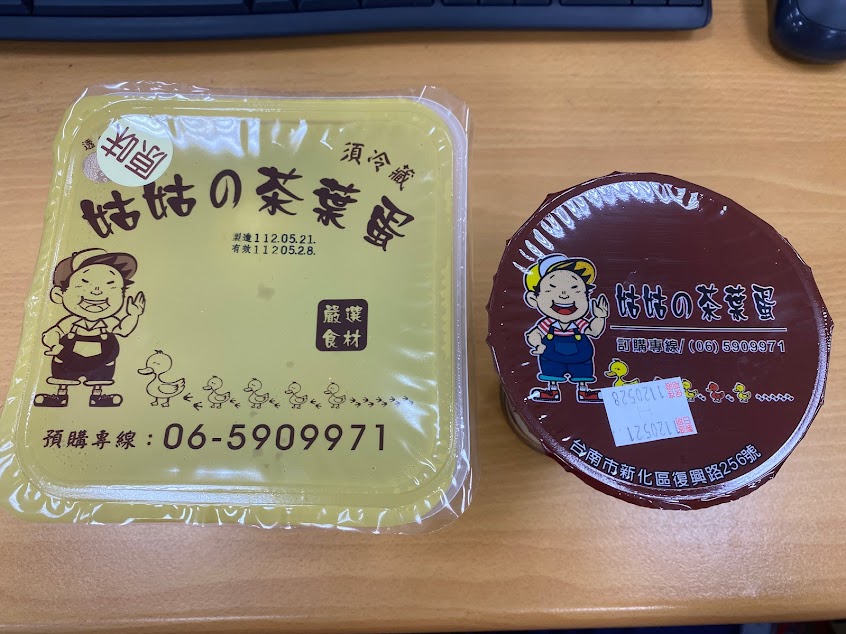 原味
須冷藏
姑姑の茶葉蛋
製造112.05.21.
有效112.05.28.
嚴選
食材
預購專線：06-5909971
姑姑の茶葉蛋
訂購專線/(06)5909971
1120521
1120528
台南市新化區復興路256號